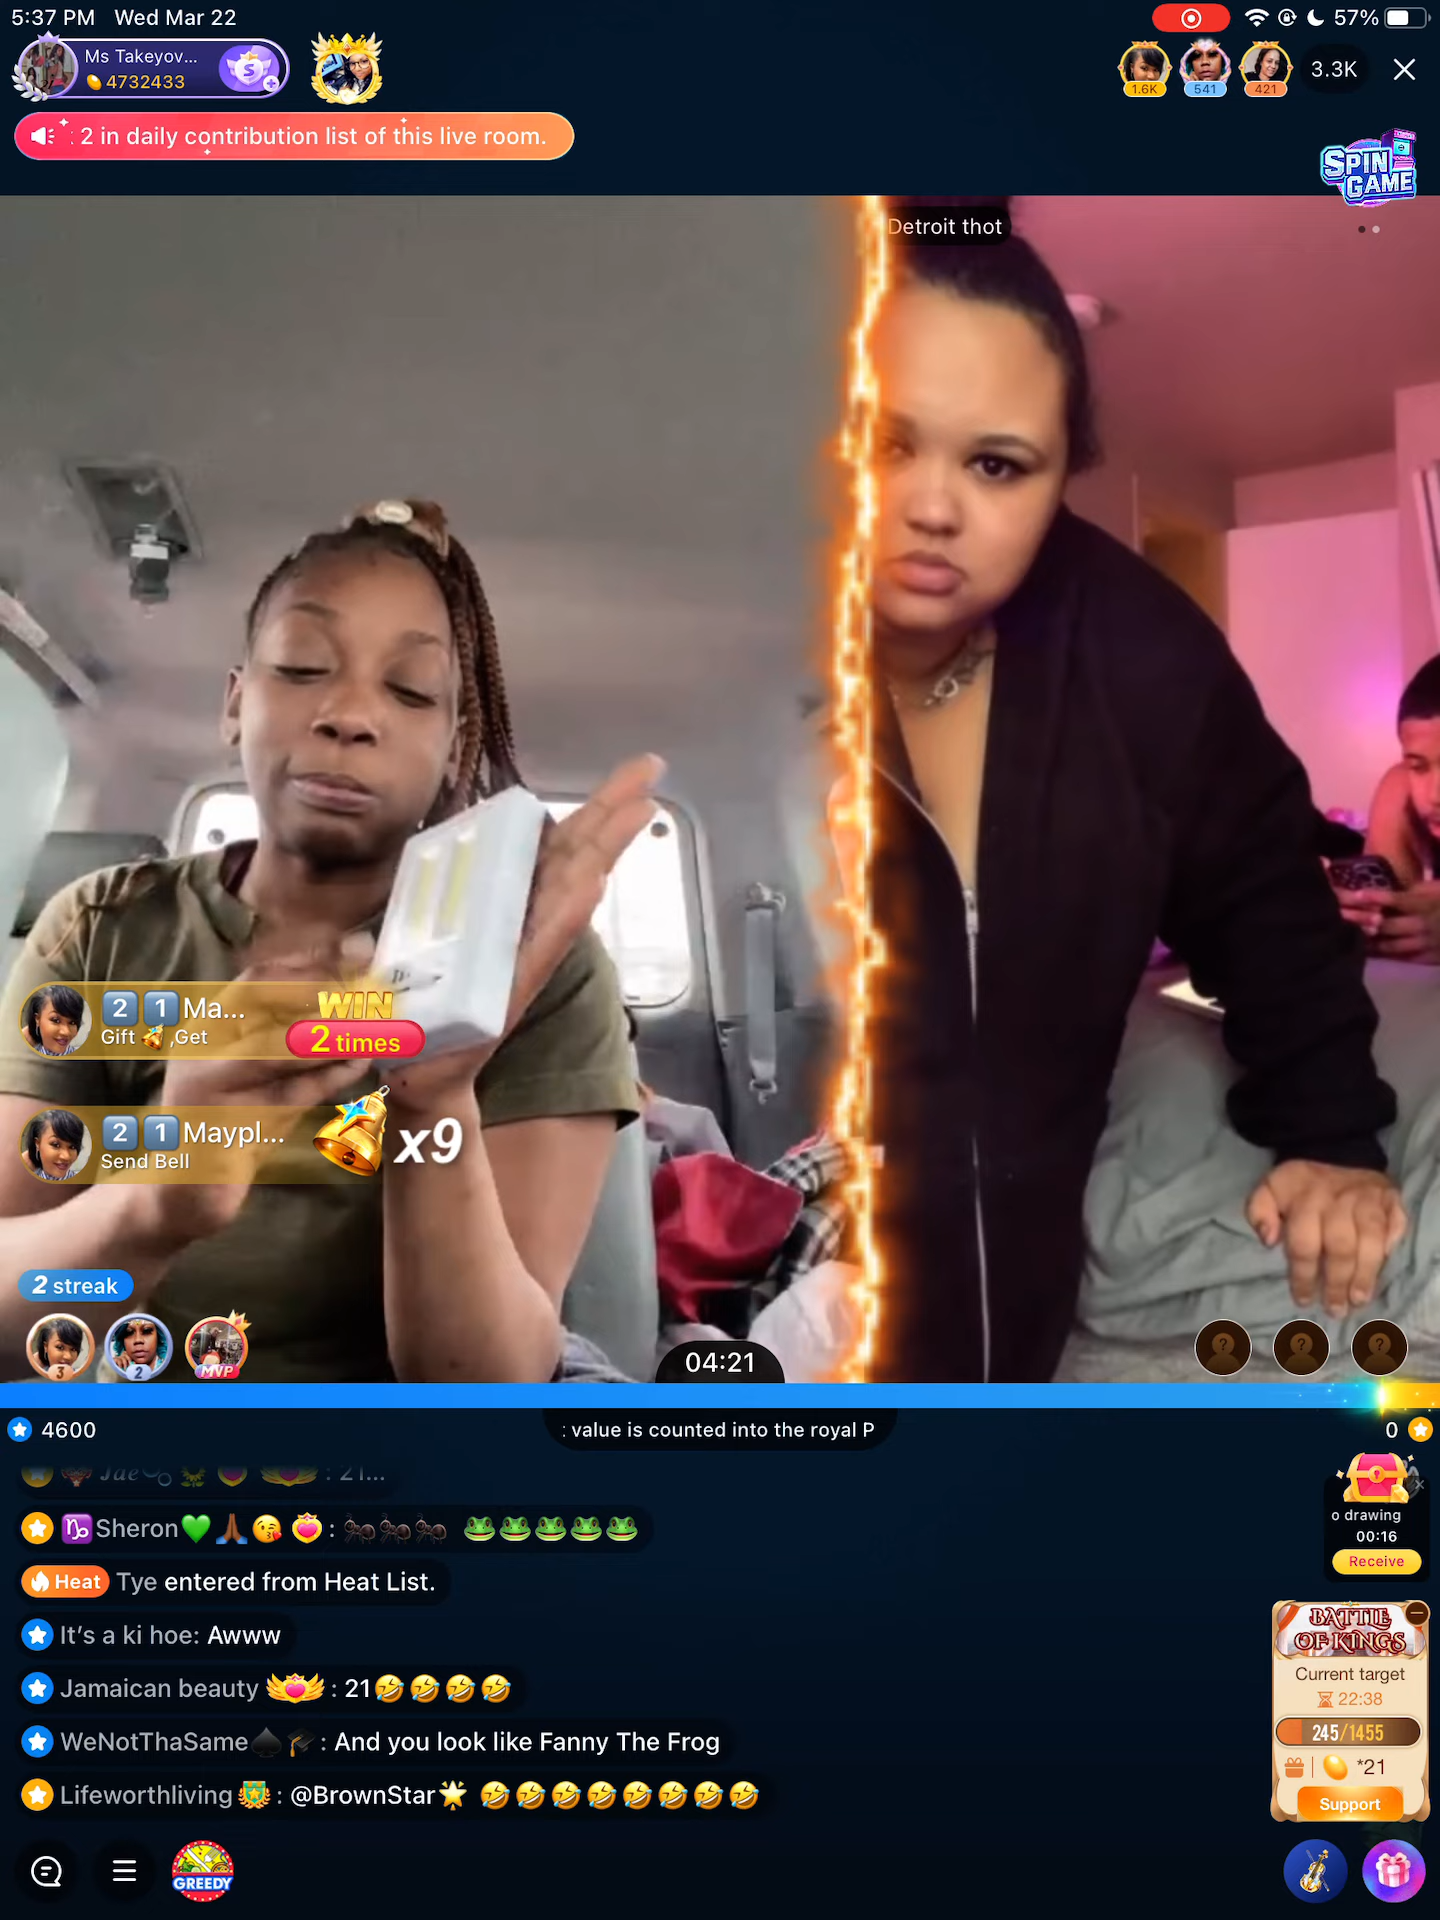 5:37 PM Wed Mar 22
57%
Ms Takeyov...
4732433
S
1.6K
541
421
3.3K
2 in daily contribution list of this live room.
SPIN
GAME
Detroit thot
2 1 Ma...
Gift ,Get
WIN
2 times
2 1 Maypl...
Send Bell
x9
2 streak
3
2
MVP
04:21
4600
: value is counted into the royal P
0
Jae : 21...
♑Sheron💚🙏🏾😘 : 🐜🐜🐜 🐸🐸🐸🐸🐸
Heat Tye entered from Heat List.
It's a ki hoe: Awww
Jamaican beauty : 21🤣🤣🤣🤣
WeNotThaSame♠️🎓: And you look like Fanny The Frog
Lifeworthliving : @BrownStar🌟 🤣🤣🤣🤣🤣🤣🤣🤣
o drawing
00:16
Receive
BATTLE
OF KINGS
Current target
22:38
245/1455
*21
Support
GREEDY